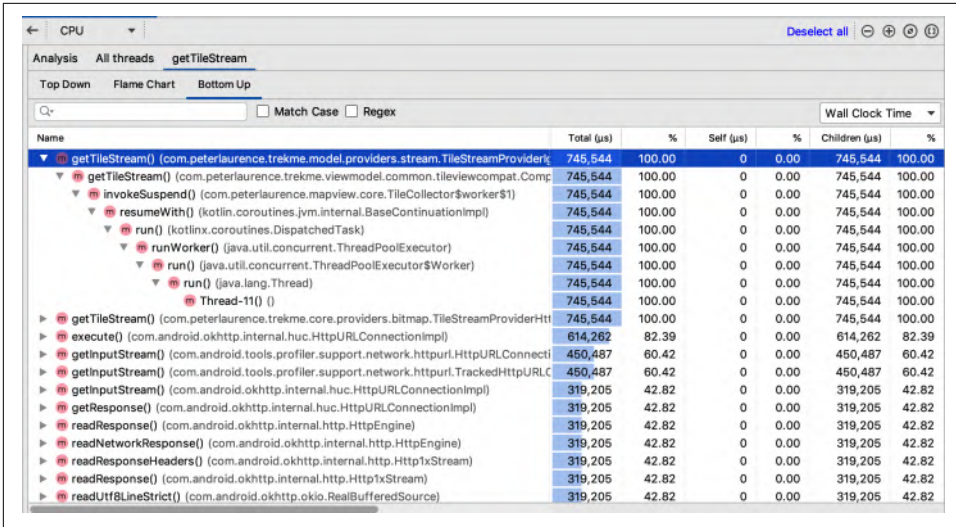 CPU Deselect all
Analysis All threads getTileStream
Top Down Flame Chart Bottom Up
Match Case Regex Wall Clock Time
Name Total (μs) % Self (μs) % Children (μs) %
getTileStream() (com.peterlaurence.trekme.model.providers.stream.TileStreamProviderIg 745,544 100.00 0 0.00 745,544 100.00
getTileStream() (com.peterlaurence.trekme.viewmodel.common.tileviewcompat.Comp 745,544 100.00 0 0.00 745,544 100.00
invokeSuspend() (com.peterlaurence.mapview.core.TileCollector$worker$1) 745,544 100.00 0 0.00 745,544 100.00
resumeWith() (kotlin.coroutines.jvm.internal.BaseContinuationImpl) 745,544 100.00 0 0.00 745,544 100.00
run() (kotlinx.coroutines.DispatchedTask) 745,544 100.00 0 0.00 745,544 100.00
runWorker() (java.util.concurrent.ThreadPoolExecutor) 745,544 100.00 0 0.00 745,544 100.00
run() (java.util.concurrent.ThreadPoolExecutor$Worker) 745,544 100.00 0 0.00 745,544 100.00
run() (java.lang.Thread) 745,544 100.00 0 0.00 745,544 100.00
Thread-11() () 745,544 100.00 0 0.00 745,544 100.00
getTileStream() (com.peterlaurence.trekme.core.providers.bitmap.TileStreamProviderHtt 745,544 100.00 0 0.00 745,544 100.00
execute() (com.android.okhttp.internal.huc.HttpURLConnectionImpl) 614,262 82.39 0 0.00 614,262 82.39
getInputStream() (com.android.tools.profiler.support.network.httpurl.HttpURLConnecti 450,487 60.42 0 0.00 450,487 60.42
getInputStream() (com.android.tools.profiler.support.network.httpurl.TrackedHttpURLC 450,487 60.42 0 0.00 450,487 60.42
getInputStream() (com.android.okhttp.internal.huc.HttpURLConnectionImpl) 319,205 42.82 0 0.00 319,205 42.82
getResponse() (com.android.okhttp.internal.huc.HttpURLConnectionImpl) 319,205 42.82 0 0.00 319,205 42.82
readResponse() (com.android.okhttp.internal.http.HttpEngine) 319,205 42.82 0 0.00 319,205 42.82
readNetworkResponse() (com.android.okhttp.internal.http.HttpEngine) 319,205 42.82 0 0.00 319,205 42.82
readResponseHeaders() (com.android.okhttp.internal.http.Http1xStream) 319,205 42.82 0 0.00 319,205 42.82
readResponse() (com.android.okhttp.internal.http.Http1xStream) 319,205 42.82 0 0.00 319,205 42.82
readUtf8LineStrict() (com.android.okhttp.okio.RealBufferedSource) 319,205 42.82 0 0.00 319,205 42.82